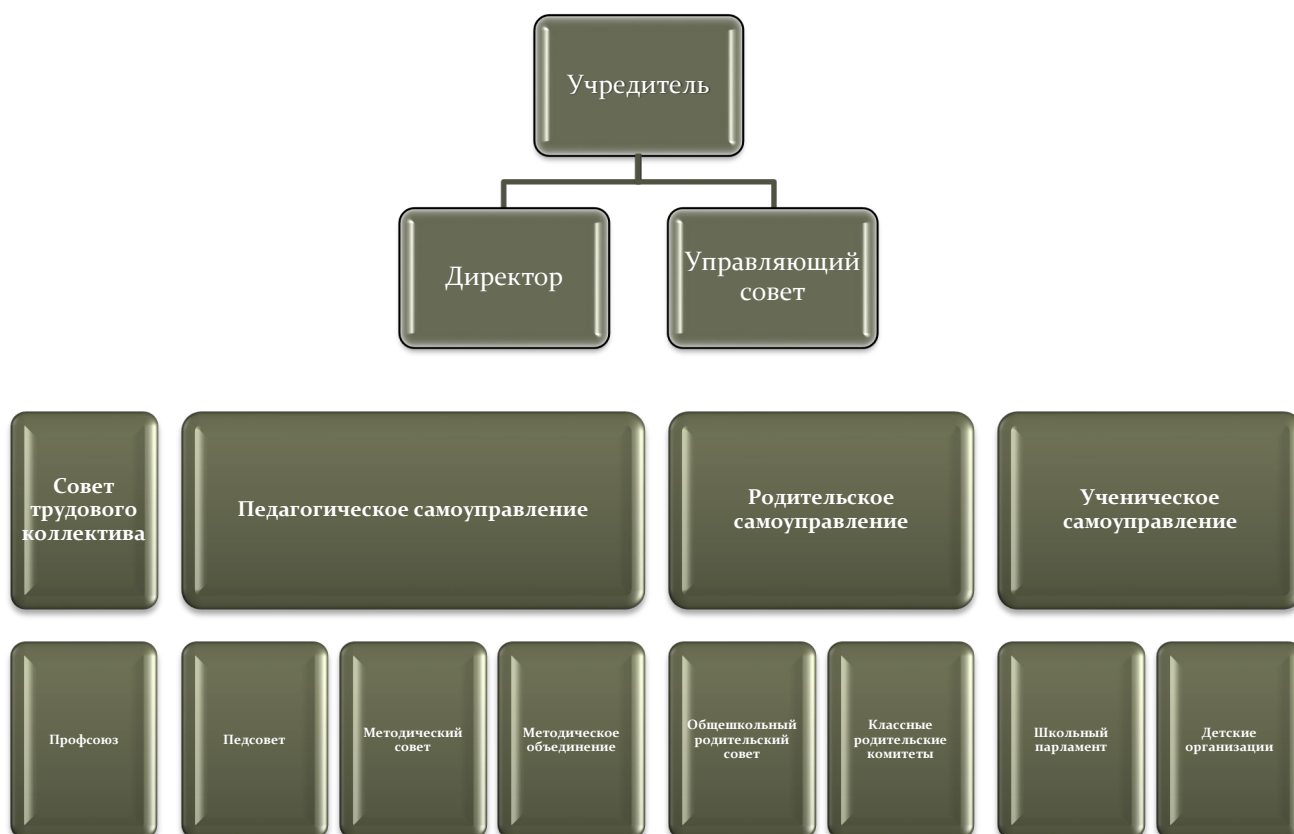 Учредитель
Директор
Управляющий
совет
Совет
трудового
коллектива
Педагогическое самоуправление
Родительское
самоуправление
Ученическое
самоуправление
Профсоюз
Педсовет
Методический
совет
Методическое
объединение
Общешкольный
родительский
совет
Классные
родительские
комитеты
Школьный
парламент
Детские
организации